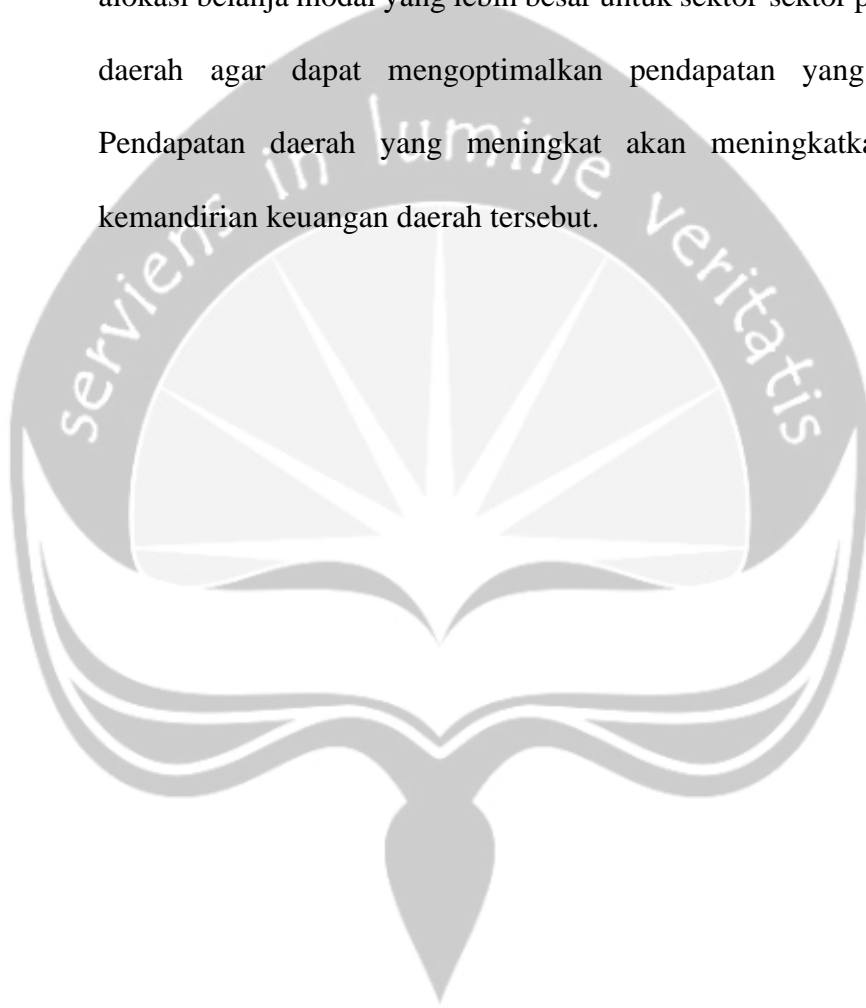 alokasi belanja modal yang lebih besar untuk sektor-sektor
daerah agar dapat mengoptimalkan pendapatan yang
Pendapatan daerah yang meningkat akan
kemandirian keuangan daerah tersebut.
serviens in lumine veritatis